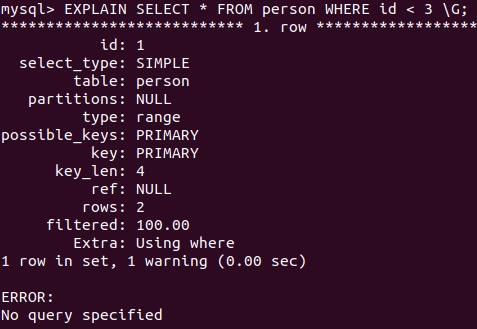 mysql> EXPLAIN SELECT * FROM person WHERE id < 3 \G;
*************************** 1. row ******************
id: 1
select_type: SIMPLE
table: person
partitions: NULL
type: range
possible_keys: PRIMARY
key: PRIMARY
key_len: 4
ref: NULL
rows: 2
filtered: 100.00
Extra: Using where
1 row in set, 1 warning (0.00 sec)
ERROR:
No query specified